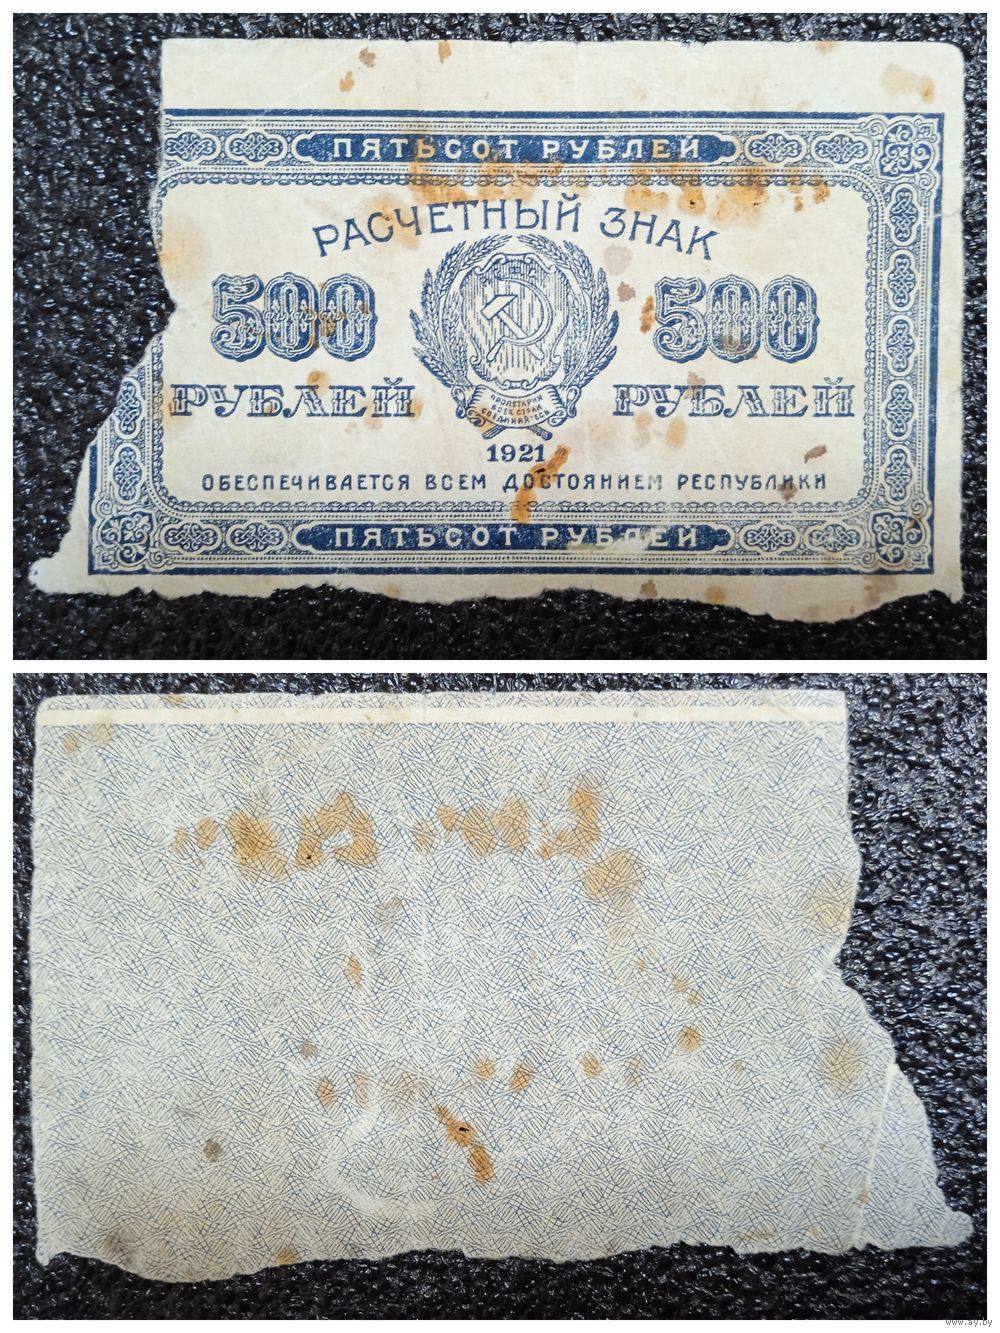 ПЯТЬСОТ РУБЛЕЙ
РАСЧЕТНЫЙ ЗНАК
500 500
РУБЛЕЙ РУБЛЕЙ
ПРОЛЕТАРИИ
ВСЕХ СТРАН
СОЕДИНЯЙТЕСЬ
1921
ОБЕСПЕЧИВАЕТСЯ ВСЕМ ДОСТОЯНИЕМ РЕСПУБЛИКИ
ПЯТЬСОТ РУБЛЕЙ
www.ay.by